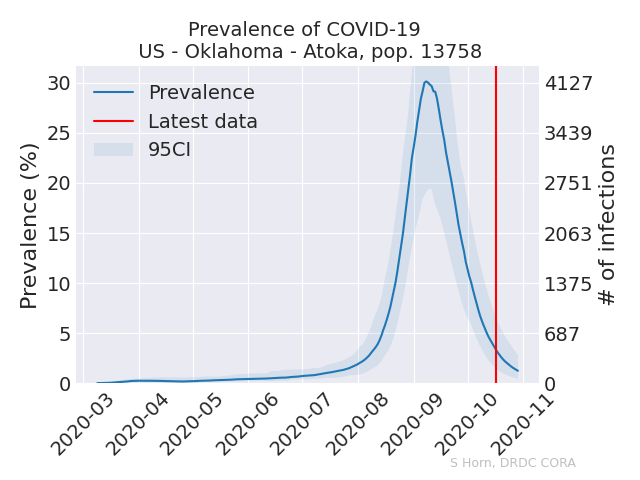 Prevalence of COVID-19
US - Oklahoma - Atoka, pop. 13758
Prevalence
Latest data
95CI
Prevalence (%)
30
25
20
15
10
5
0
4127
3439
2751
2063
1375
687
0
# of infections
2020-03
2020-04
2020-05
2020-06
2020-07
2020-08
2020-09
2020-10
2020-11
S Horn, DRDC CORA